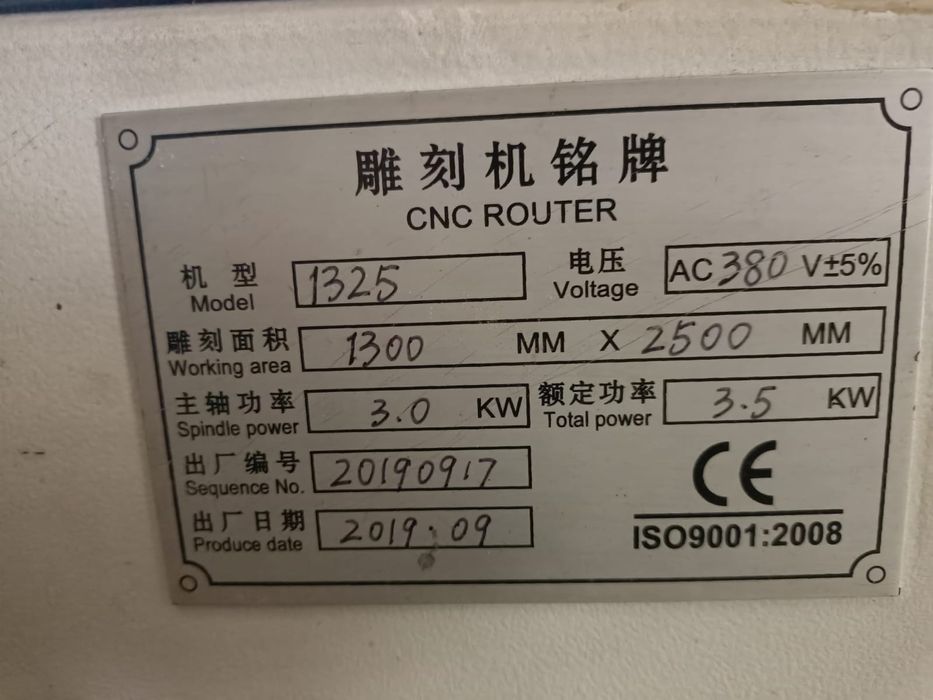 雕刻机铭牌
CNC ROUTER
机型 1325 电压 AC 380 V±5%
Model Voltage
雕刻面积 1300 MM X 2500 MM
Working area
主轴功率 3.0 KW 额定功率 3.5 KW
Spindle power Total power
出厂编号 20190917
Sequence No.
出厂日期 2019.09
Produce date
CE
ISO9001:2008